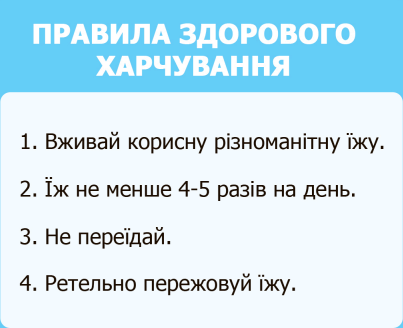 ПРАВИЛА ЗДОРОВОГО
ХАРЧУВАННЯ
1. Вживай корисну різноманітну їжу.
2. Їж не менше 4-5 разів на день.
3. Не переїдай.
4. Ретельно пережовуй їжу.